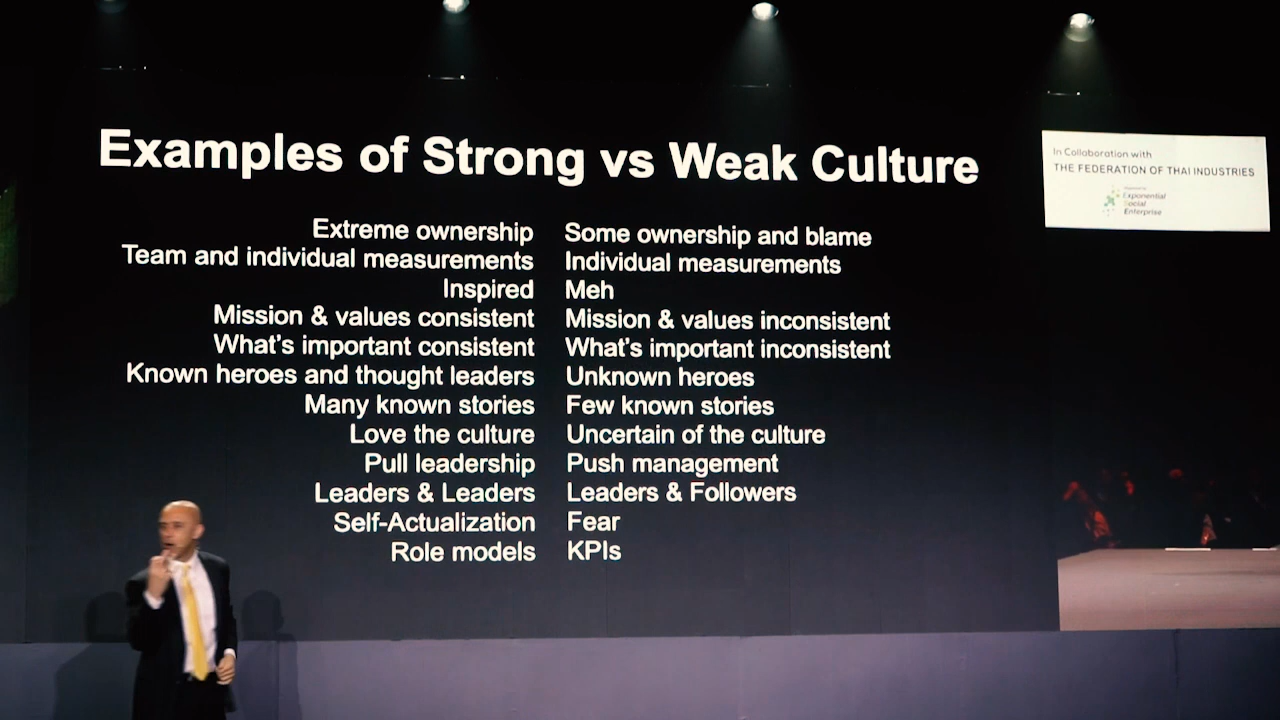 Examples of Strong vs Weak Culture
Extreme ownership Some ownership and blame
Team and individual measurements Individual measurements
Inspired Meh
Mission & values consistent Mission & values inconsistent
What's important consistent What's important inconsistent
Known heroes and thought leaders Unknown heroes
Many known stories Few known stories
Love the culture Uncertain of the culture
Pull leadership Push management
Leaders & Leaders Leaders & Followers
Self-Actualization Fear
Role models KPIs
In Collaboration with
THE FEDERATION OF THAI INDUSTRIES
Exponential
Social
Enterprise